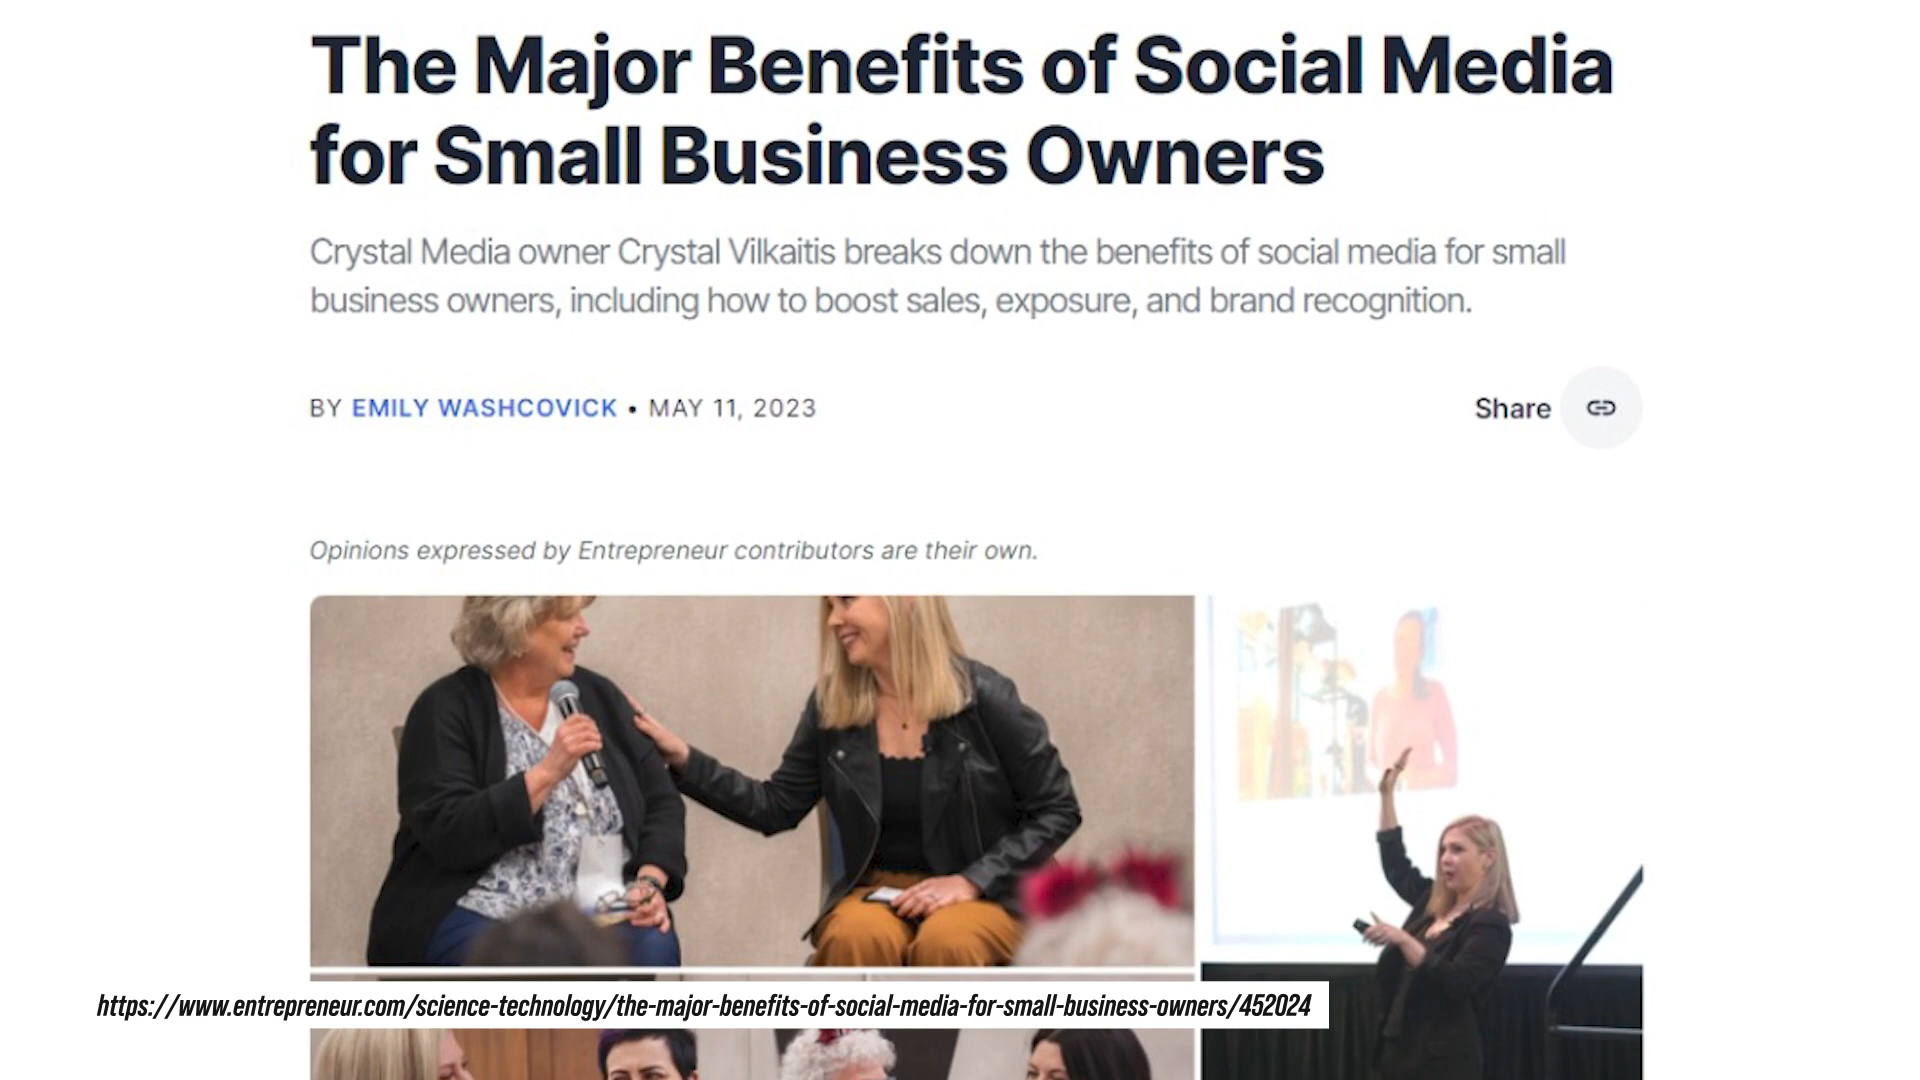 The Major Benefits of Social Media
for Small Business Owners
Crystal Media owner Crystal Vilkaitis breaks down the benefits of social media for small
business owners, including how to boost sales, exposure, and brand recognition.
BY EMILY WASHCOVICK • MAY 11, 2023
Share
Opinions expressed by Entrepreneur contributors are their own.
https://www.entrepreneur.com/science-technology/the-major-benefits-of-social-media-for-small-business-owners/452024